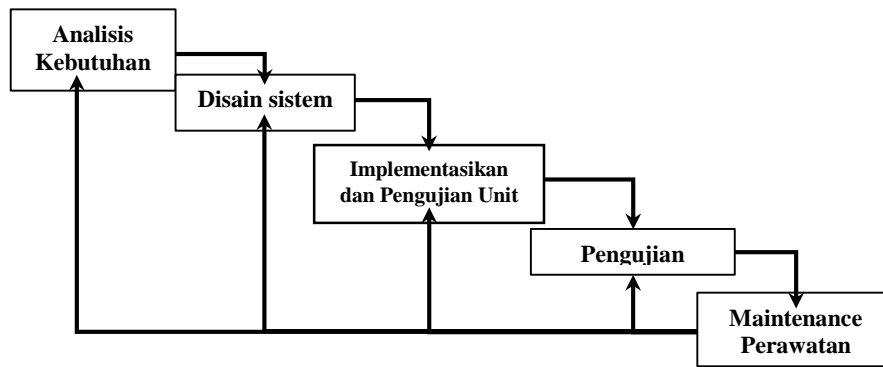 Analisis
Kebutuhan
Disain sistem
Implementasikan
dan Pengujian Unit
Pengujian
Maintenance
Perawatan